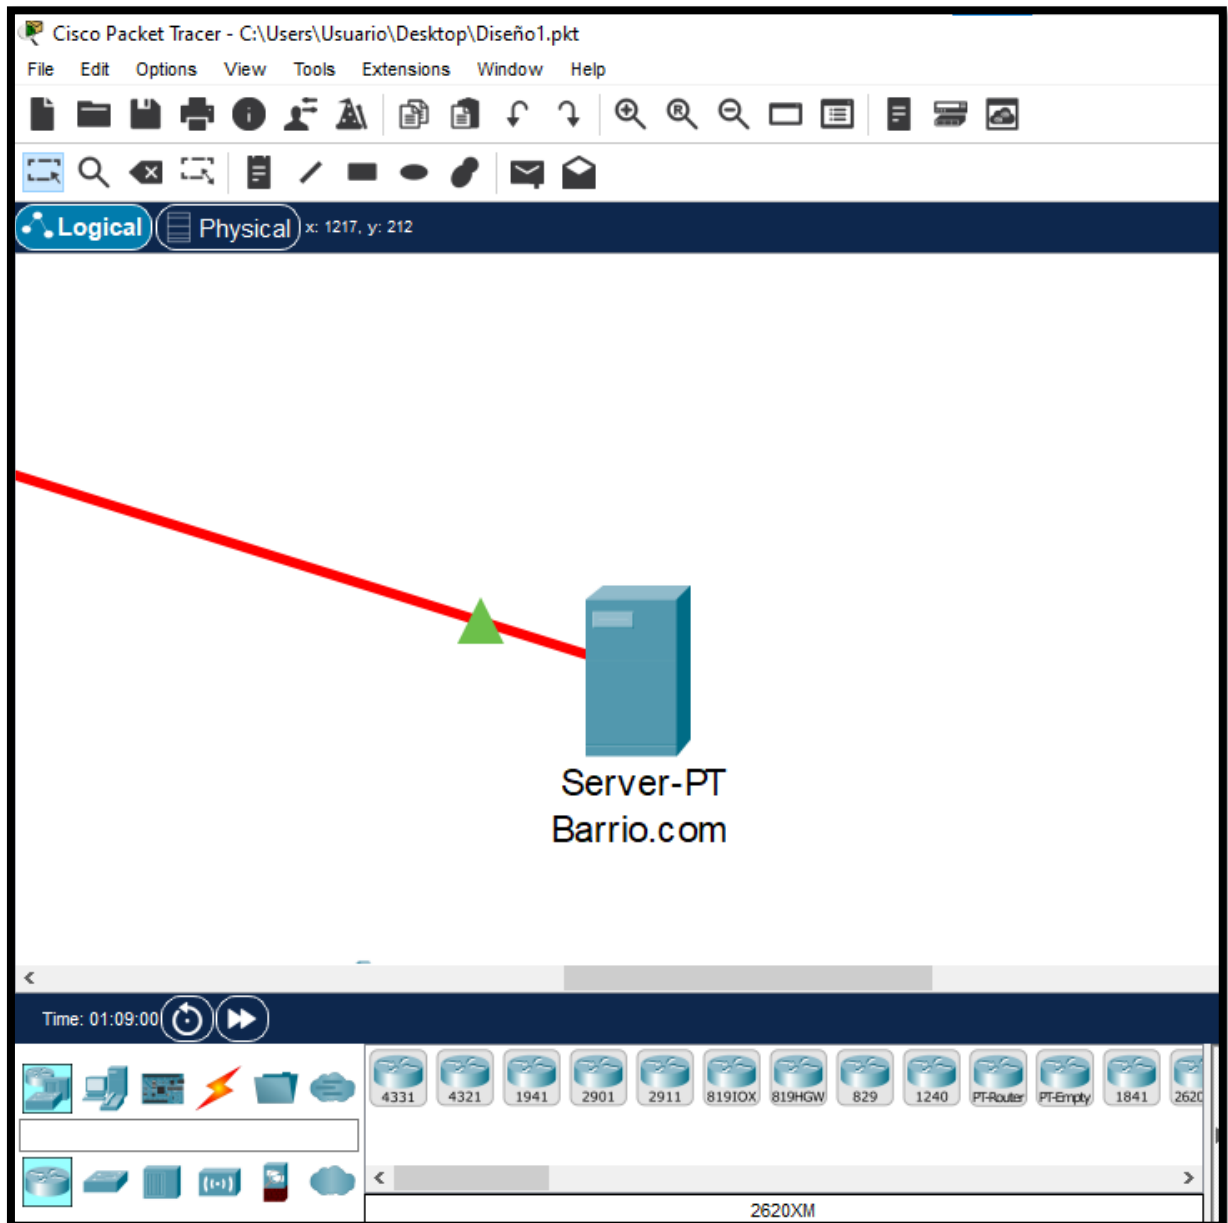 Cisco Packet Tracer - C:\Users\Usuario\Desktop\Diseño1.pkt
File Edit Options View Tools Extensions Window Help
Logical Physical x: 1217, y: 212
Server-PT
Barrio.com
Time: 01:09:00
4331 4321 1941 2901 2911 819IOX 819HGW 829 1240 PT-Router PT-Empty 1841 2620
2620XM